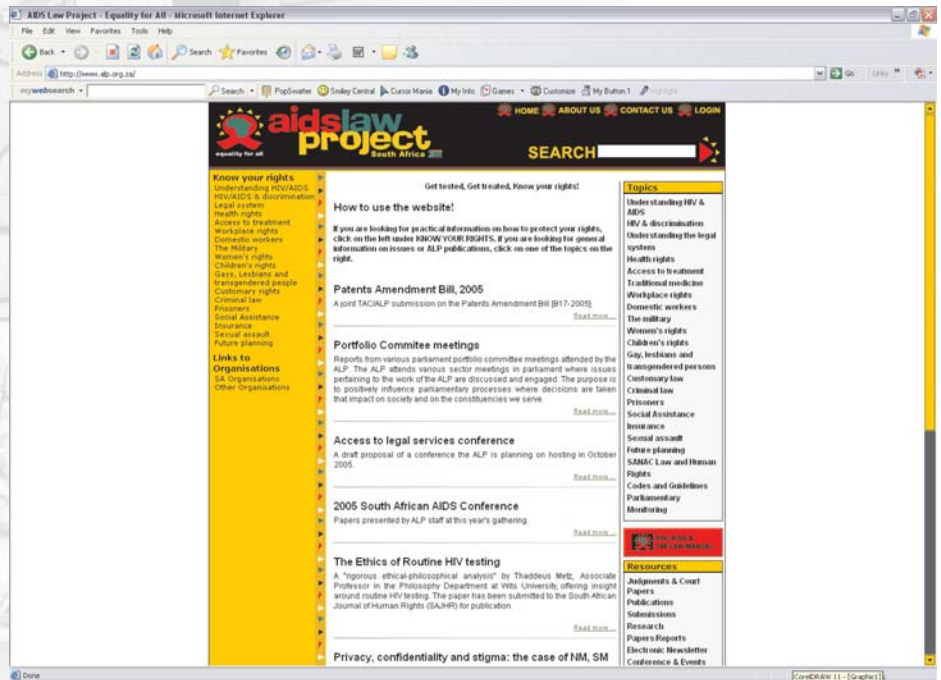 AIDS Law Project - Equality for All - Microsoft Internet Explorer
File Edit View Favorites Tools Help
Back Search Favorites
Address http://www.alp.org.za/ Go Links »
mywebsearch Search PopSwatter Smiley Central Cursor Mania My Info Games Customize My Button 1
HOME ABOUT US CONTACT US LOGIN
aidslaw
project
South Africa
equality for all
SEARCH
Know your rights
Understanding HIV/AIDS
HIV/AIDS & discrimination
Legal system
Health rights
Access to treatment
Workplace rights
Domestic workers
The Military
Women's rights
Children's rights
Gays, Lesbians and
transgendered people
Customary rights
Criminal law
Prisoners
Social Assistance
Insurance
Sexual assault
Future planning
Links to
Organisations
SA Organisations
Other Organisations
Get tested, Get treated, Know your rights!
How to use the website!
If you are looking for practical information on how to protect your rights,
click on the left under KNOW YOUR RIGHTS. if you are looking for general
information on issues or ALP publications, click on one of the topics on the
right.
Patents Amendment Bill, 2005
A joint TAC/ALP submission on the Patents Amendment Bill [B17-2005].
Read more ...
Portfolio Commitee meetings
Reports from various parliament portfolio committee meetings attended by the
ALP. The ALP attends various sector meetings in parliament where issues
pertaining to the work of the ALP are discussed and engaged. The purpose is
to positively influence parliamentary processes where decisions are taken
that impact on society and on the constituencies we serve.
Read more ...
Access to legal services conference
A draft proposal of a conference the ALP is planning on hosting in October
2005.
Read more ...
2005 South African AIDS Conference
Papers presented by ALP staff at this year's gathering.
Read more ...
The Ethics of Routine HIV testing
A "rigorous ethical-philosophical analysis" by Thaddeus Metz, Associate
Professor in the Philosophy Department at Wits University, offering insight
around routine HIV testing. The paper has been submitted to the South African
Journal of Human Rights (SAJHR) for publication.
Read more ...
Privacy, confidentiality and stigma: the case of NM, SM
Topics
Understanding HIV &
AIDS
HIV & discrimination
Understanding the legal
system
Health rights
Access to treatment
Traditional medicine
Workplace rights
Domestic workers
The military
Women's rights
Children's rights
Gay, lesbians and
transgendered persons
Customary law
Criminal law
Prisoners
Social Assistance
Insurance
Sexual assault
Future planning
SANAC Law and Human
Rights
Codes and Guidelines
Parliamentary
Monitoring
HIV/AIDS &
THE LAW MANUAL
Resources
Judgments & Court
Papers
Publications
Submissions
Research
Papers/Reports
Electronic Newsletter
Conference & Events
Done
CorelDRAW 11 - [Graphic1]